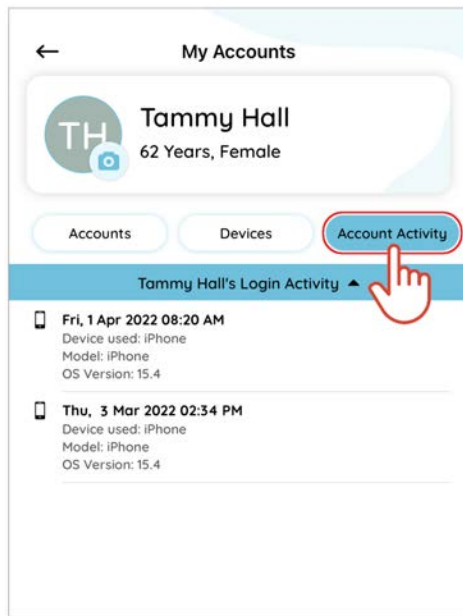 My Accounts
TH
Tammy Hall
62 Years, Female
Accounts
Devices
Account Activity
Tammy Hall's Login Activity
Fri, 1 Apr 2022 08:20 AM
Device used: iPhone
Model: iPhone
OS Version: 15.4
Thu, 3 Mar 2022 02:34 PM
Device used: iPhone
Model: iPhone
OS Version: 15.4